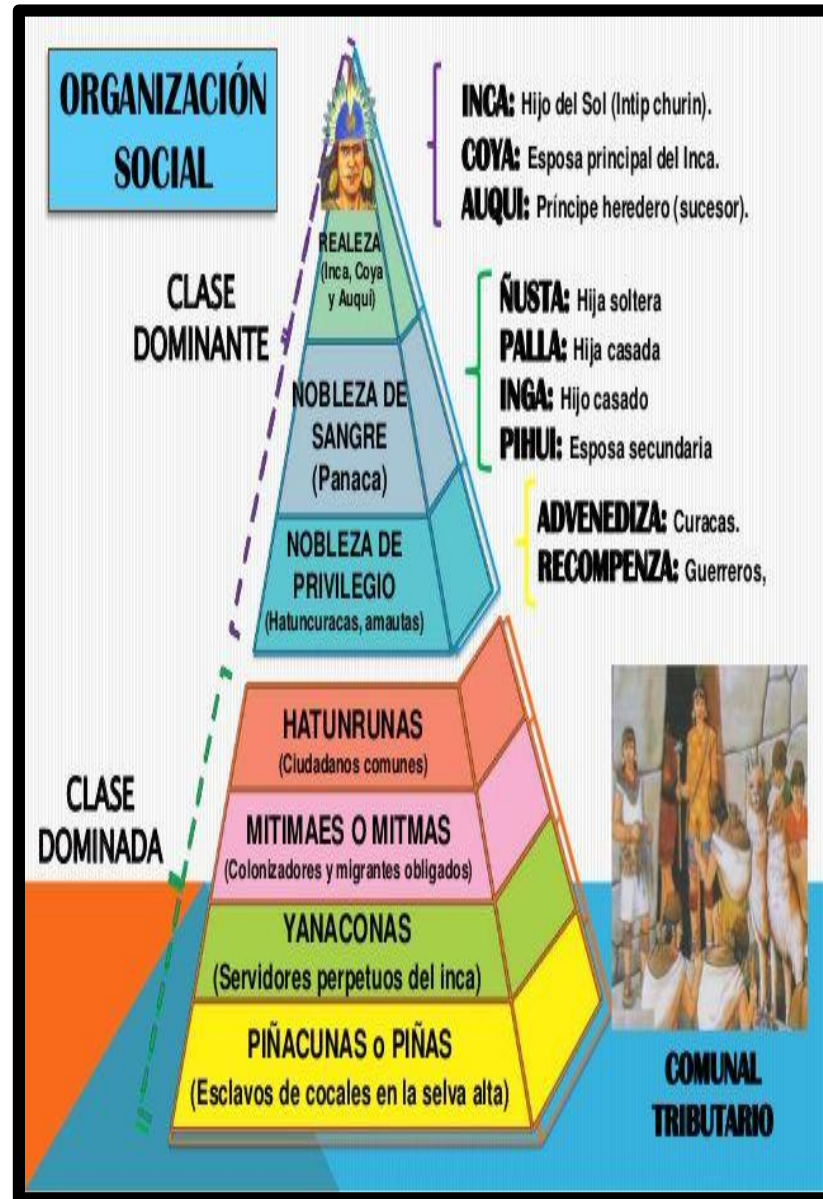 ORGANIZACIÓN
SOCIAL
INCA: Hijo del Sol (Intip churin).
COYA: Esposa principal del Inca.
AUQUI: Príncipe heredero (sucesor).
CLASE
DOMINANTE
REALEZA
(Inca, Coya
y Auqui)
ÑUSTA: Hija soltera
PALLA: Hija casada
INGA: Hijo casado
PIHUI: Esposa secundaria
NOBLEZA DE
SANGRE
(Panaca)
ADVENEDIZA: Curacas.
RECOMPENZA: Guerreros,
NOBLEZA DE
PRIVILEGIO
(Hatuncuracas, amautas)
CLASE
DOMINADA
HATUNRUNAS
(Ciudadanos comunes)
MITIMAES O MITMAS
(Colonizadores y migrantes obligados)
YANACONAS
(Servidores perpetuos del inca)
PIÑACUNAS o PIÑAS
(Esclavos de cocales en la selva alta)
COMUNAL
TRIBUTARIO